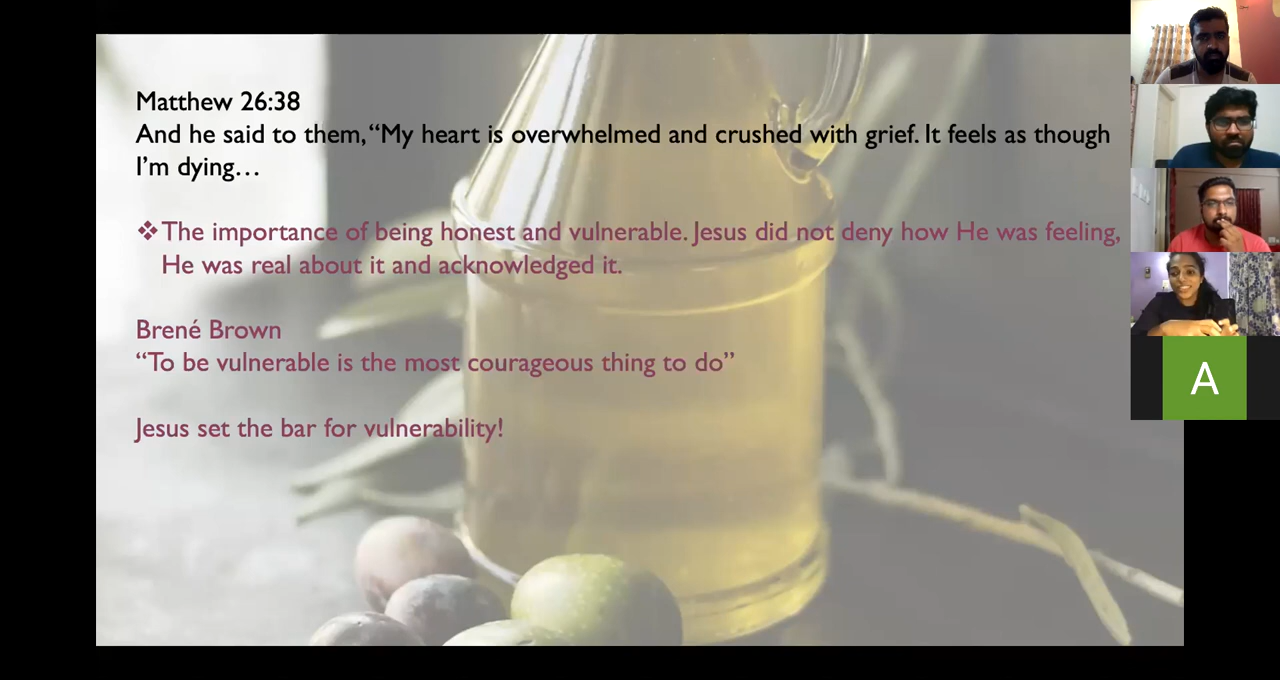 Matthew 26:38
And he said to them, “My heart is overwhelmed and crushed with grief. It feels as though
I’m dying…
❖The importance of being honest and vulnerable. Jesus did not deny how He was feeling,
He was real about it and acknowledged it.
Brené Brown
“To be vulnerable is the most courageous thing to do”
Jesus set the bar for vulnerability!
A